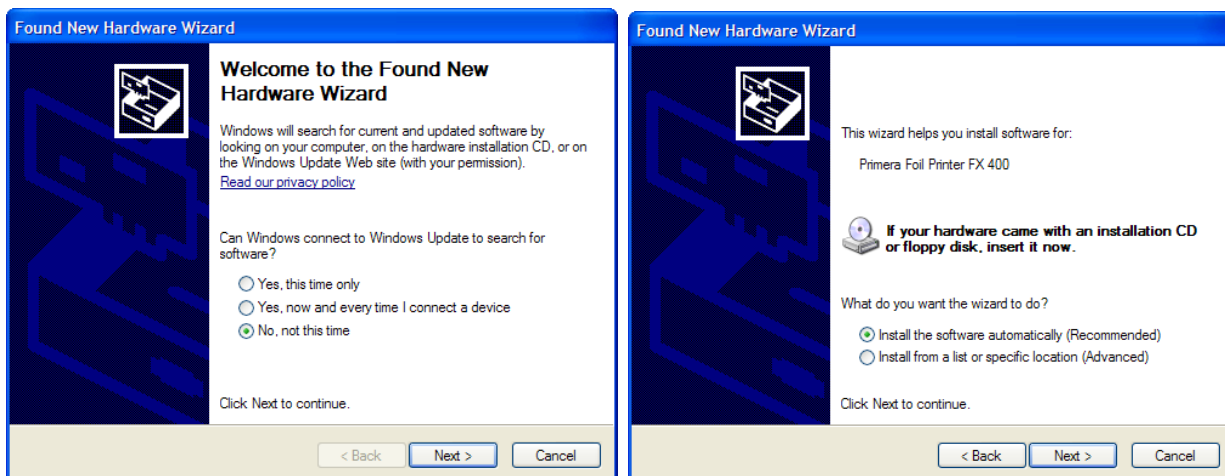 Found New Hardware Wizard
Welcome to the Found New
Hardware Wizard
Windows will search for current and updated software by
looking on your computer, on the hardware installation CD, or on
the Windows Update Web site (with your permission).
Read our privacy policy
Can Windows connect to Windows Update to search for
software?
Yes, this time only
Yes, now and every time I connect a device
No, not this time
Click Next to continue.
< Back
Next >
Cancel
Found New Hardware Wizard
This wizard helps you install software for:
Primera Foil Printer FX 400
If your hardware came with an installation CD
or floppy disk, insert it now.
What do you want the wizard to do?
Install the software automatically (Recommended)
Install from a list or specific location (Advanced)
Click Next to continue.
< Back
Next >
Cancel